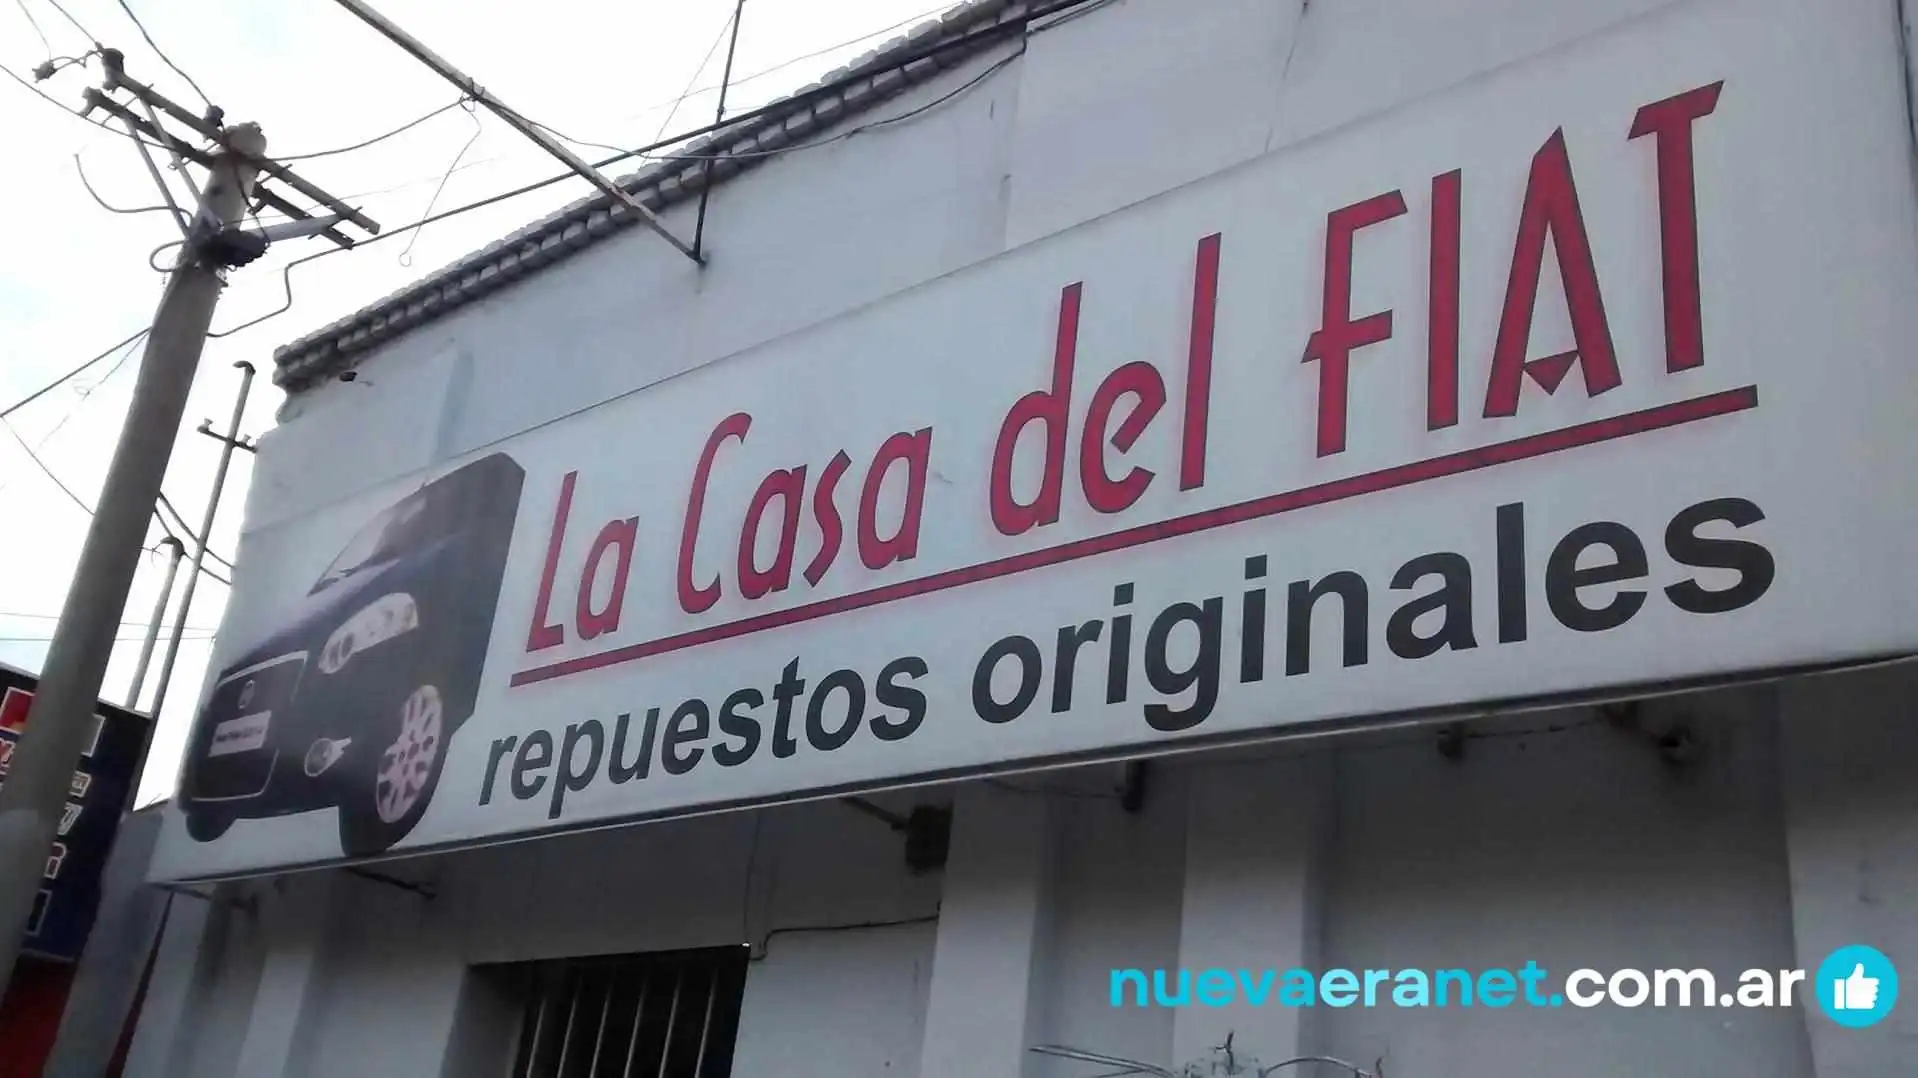 La Casa del FIAT
repuestos originales
nuevaeranet.com.ar